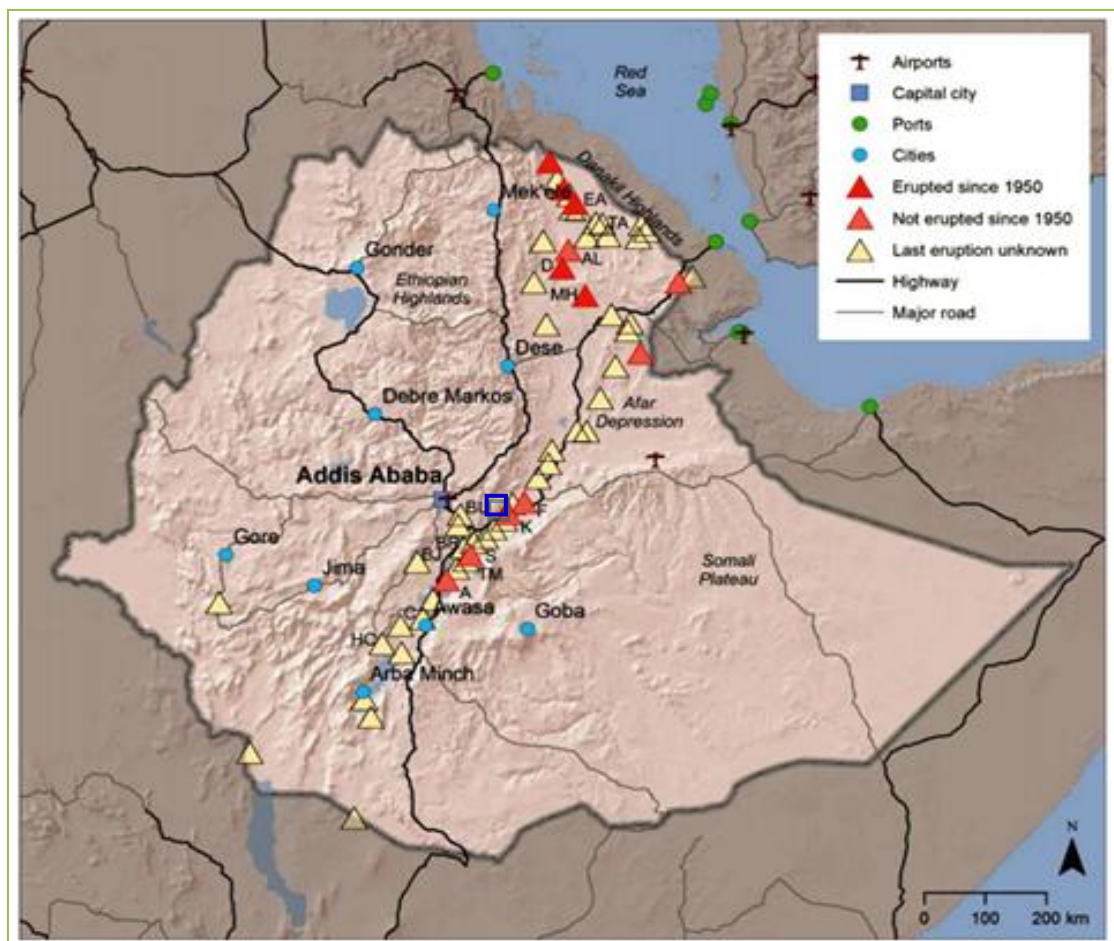 Red
Sea
Airports
Capital city
Ports
Cities
Erupted since 1950
Not erupted since 1950
Last eruption unknown
Highway
Major road
Danakil Highlands
Mek'ele
EA
TA
Gonder
AL
D
Ethiopian
Highlands
MH
Dese
Debre Markos
Afar
Depression
Addis Ababa
F
K
Gore
BJ
S
Somali
Plateau
Jima
TM
A
C
Awasa
Goba
HO
Arba Minch
N
0 100 200 km